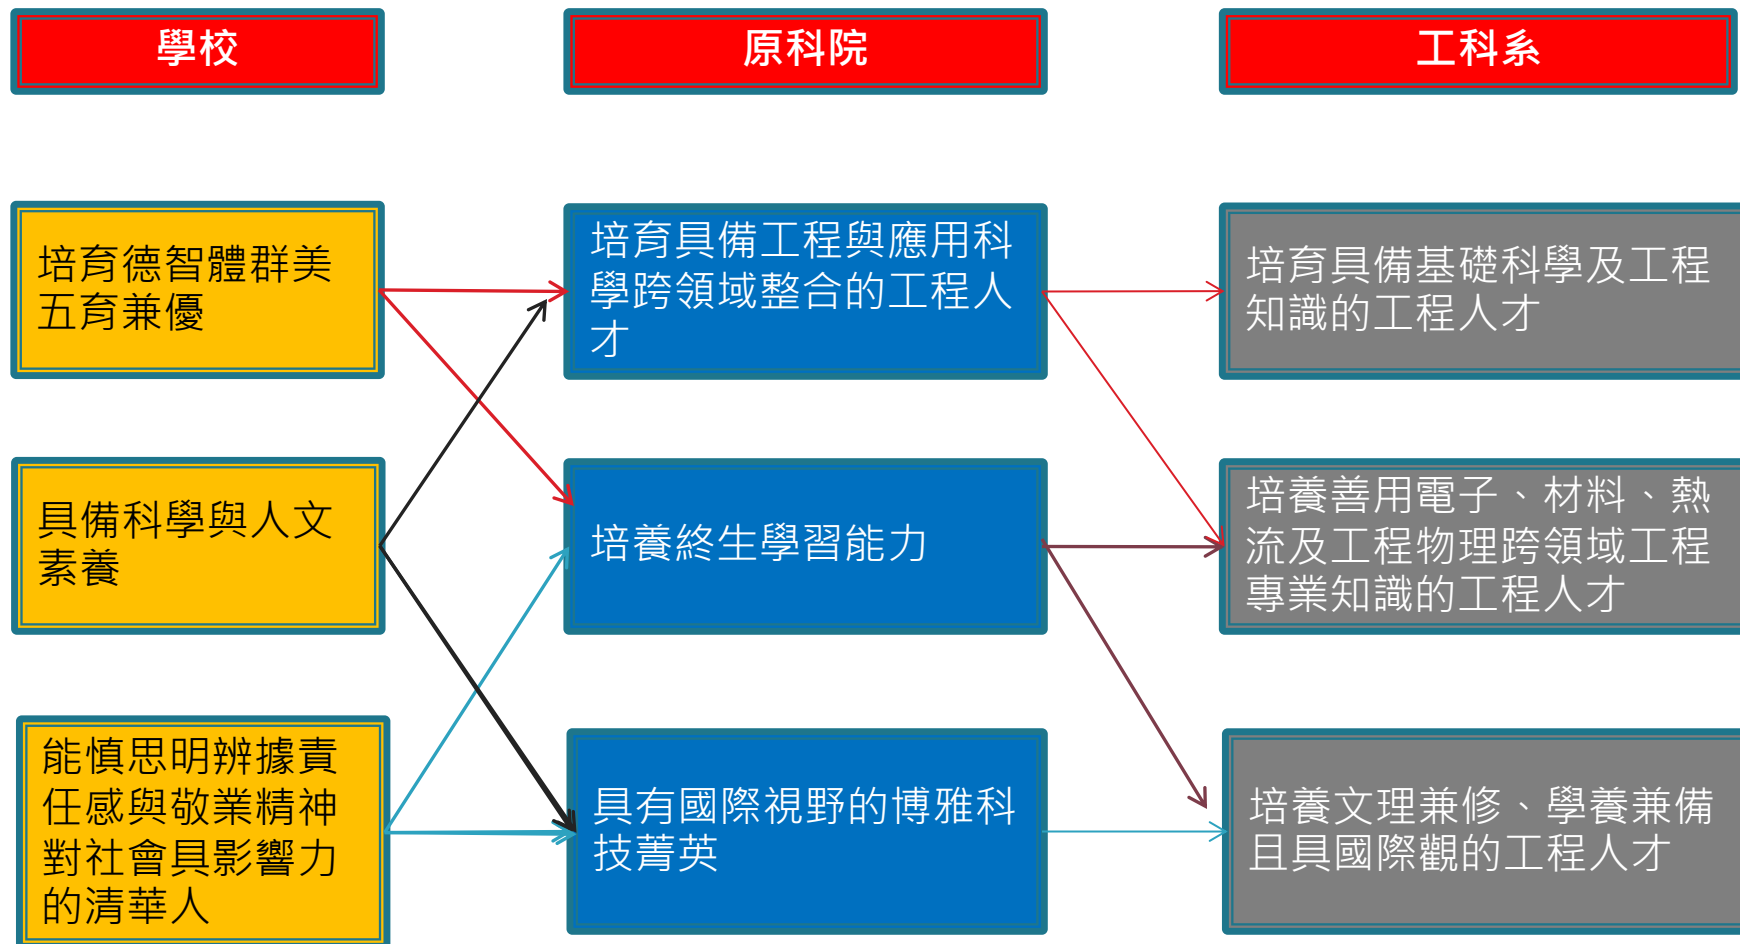 學校
原科院
工科系
培育德智體群美
五育兼優
培育具備工程與應用科
學跨領域整合的工程人
才
培育具備基礎科學及工程
知識的工程人才
具備科學與人文
素養
培養終生學習能力
培養善用電子、材料、熱
流及工程物理跨領域工程
專業知識的工程人才
能慎思明辨據責
任感與敬業精神
對社會具影響力
的清華人
具有國際視野的博雅科
技菁英
培養文理兼修、學養兼備
且具國際觀的工程人才